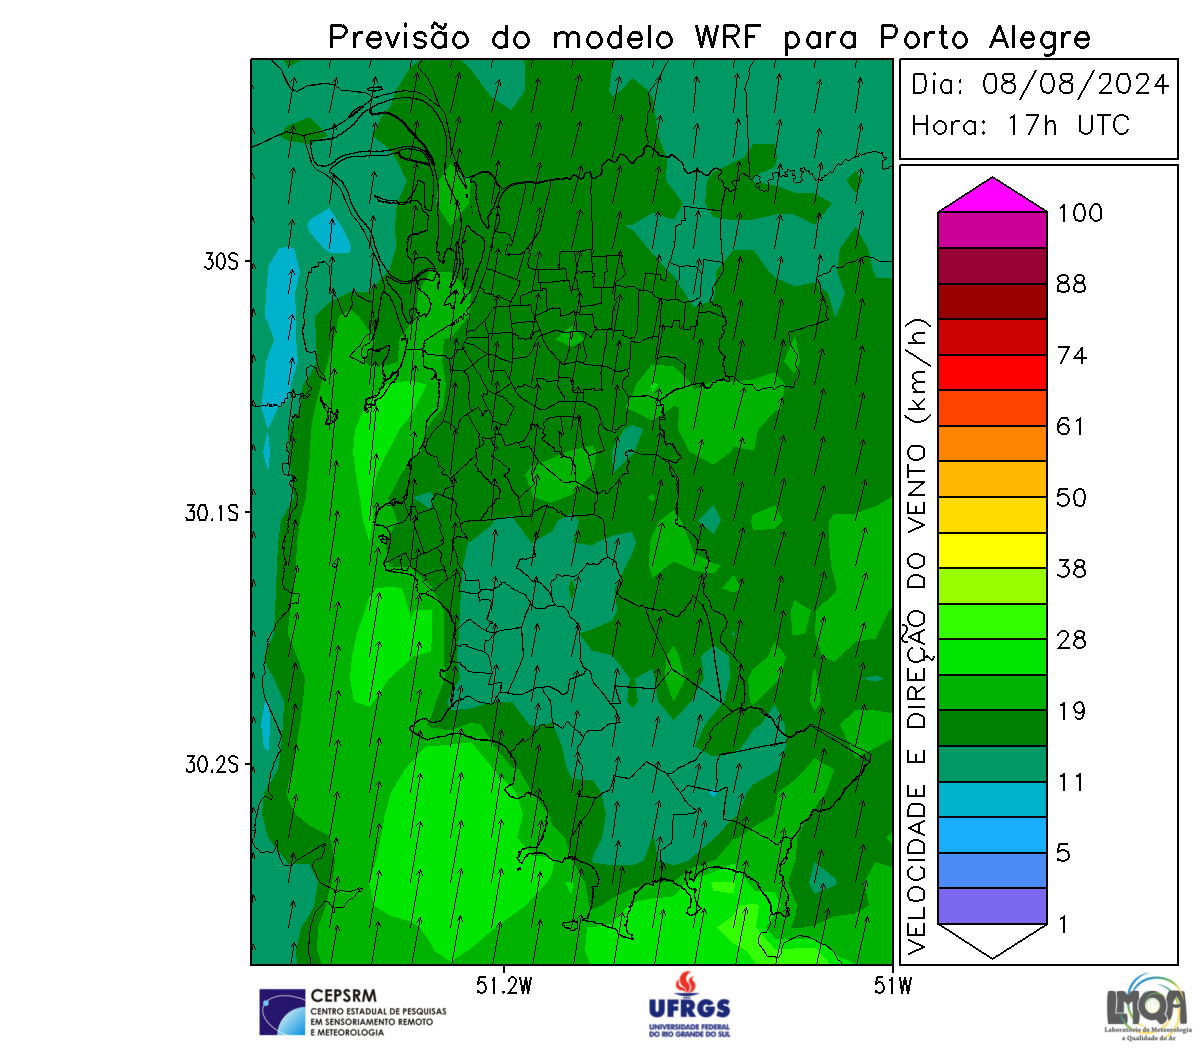 Previsão do modelo WRF para Porto Alegre
Dia: 08/08/2024
Hora: 17h UTC
30S
30.1S
30.2S
51.2W
51W
VELOCIDADE E DIREÇÃO DO VENTO (km/h)
100
88
74
61
50
38
28
19
11
5
1
CEPSRM
CENTRO ESTADUAL DE PESQUISAS
EM SENSORIAMENTO REMOTO
E METEOROLOGIA
UFRGS
UNIVERSIDADE FEDERAL
DO RIO GRANDE DO SUL
LMQA
Laboratório de Meteorologia
e Qualidade do Ar